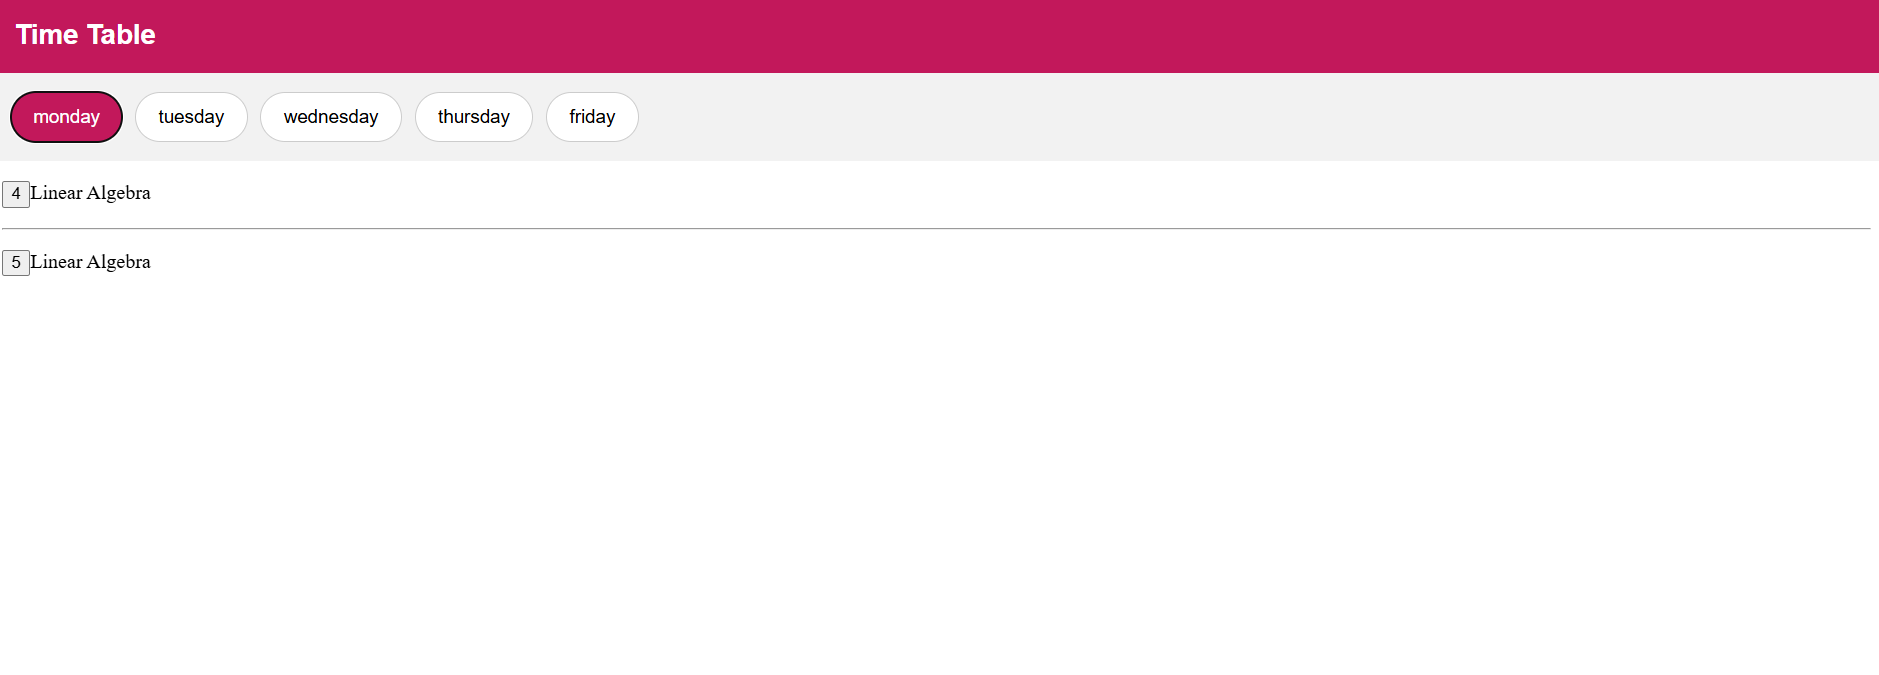 Time Table
monday tuesday wednesday thursday friday
4 Linear Algebra
5 Linear Algebra